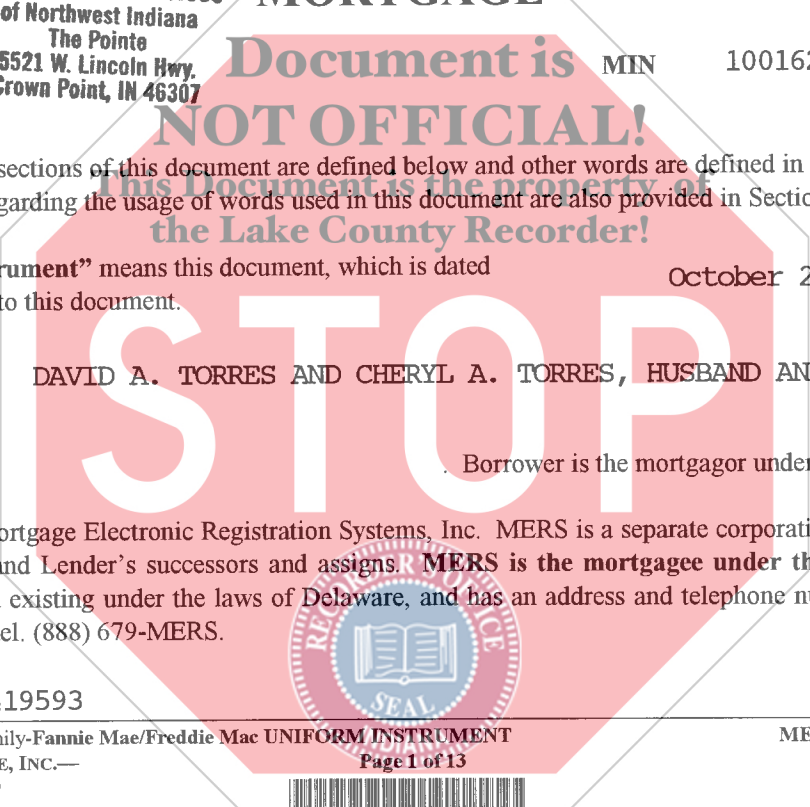 MORTGAGE
of Northwest Indiana
The Pointe
5521 W. Lincoln Hwy.
Crown Point, IN 46307
Document is
MIN 100162
NOT OFFICIAL!
sections of this document are defined below and other words are defined in
This Document is the property of
garding the usage of words used in this document are also provided in Sectio
the Lake County Recorder!
rument” means this document, which is dated
October 2
to this document.
STOP
DAVID A. TORRES AND CHERYL A. TORRES, HUSBAND AN
. Borrower is the mortgagor under
ortgage Electronic Registration Systems, Inc. MERS is a separate corporati
and Lender’s successors and assigns. MERS is the mortgagee under th
existing under the laws of Delaware, and has an address and telephone nu
el. (888) 679-MERS.
RECORDER'S OFFICE
SEAL
INDIANA
19593
mily-Fannie Mae/Freddie Mac UNIFORM INSTRUMENT
ME
E, INC.—
Page 1 of 13